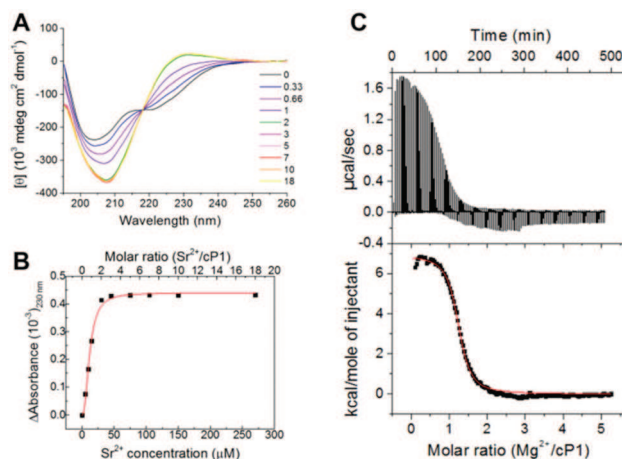 A
[θ] (10³ mdeg cm² dmol⁻¹)
0
-100
-200
-300
-400
200 210 220 230 240 250 260
Wavelength (nm)
0
0.33
0.66
1
2
3
5
7
10
18
B
Molar ratio (Sr²⁺/cP1)
0 2 4 6 8 10 12 14 16 18 20
ΔAbsorbance (10⁻³)230 nm
0.5
0.4
0.3
0.2
0.1
0.0
0 50 100 150 200 250 300
Sr²⁺ concentration (µM)
C
Time (min)
0 100 200 300 400 500
µcal/sec
1.6
1.2
0.8
0.4
0.0
-0.4
kcal/mole of injectant
6
4
2
0
0 1 2 3 4 5
Molar ratio (Mg²⁺/cP1)